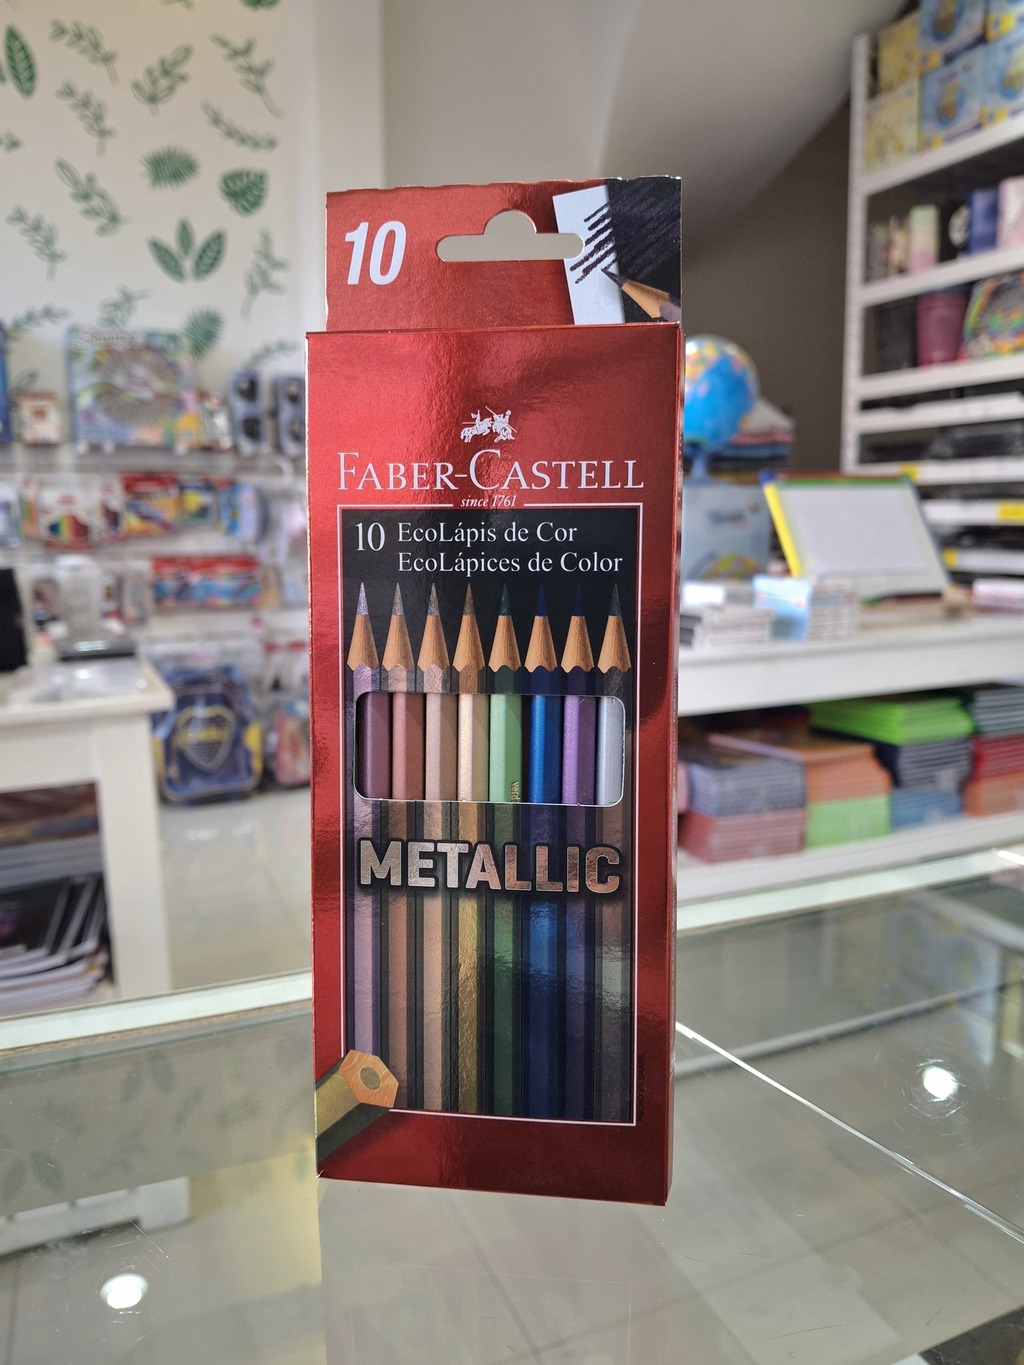 10
FABER-CASTELL
since 1761
10 EcoLápis de Cor
EcoLápices de Color
METALLIC